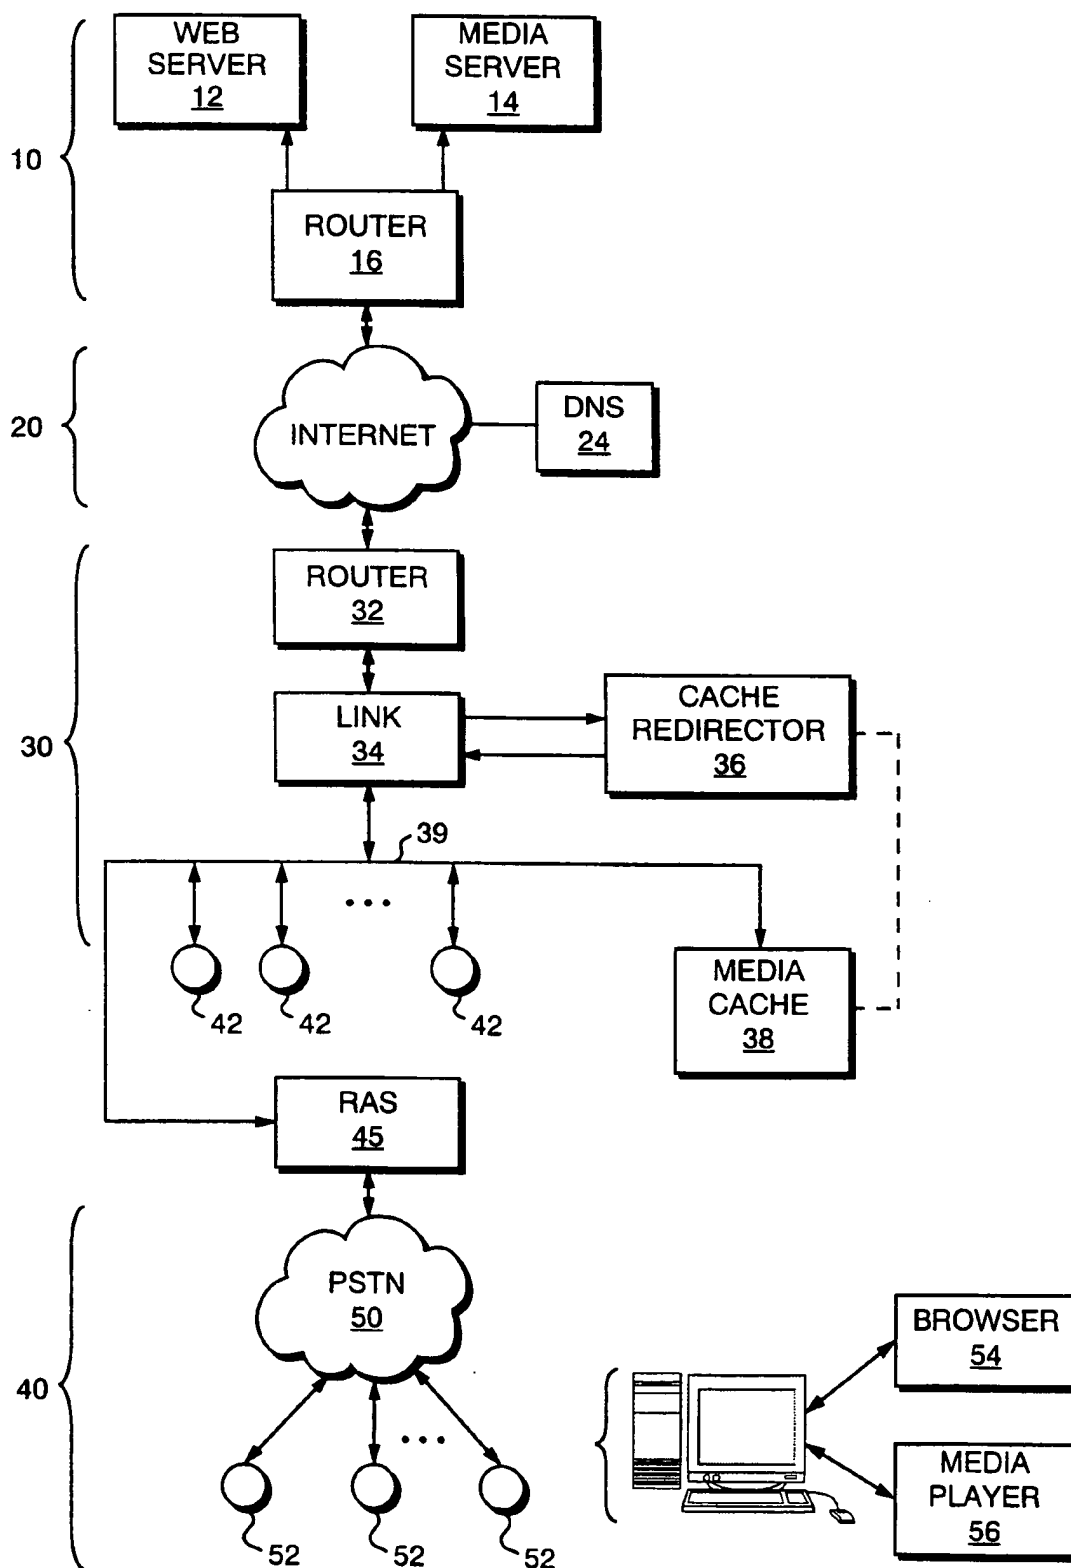 WEB
SERVER
12
MEDIA
SERVER
14
10
ROUTER
16
20
INTERNET
DNS
24
ROUTER
32
30
LINK
34
CACHE
REDIRECTOR
36
39
...
42
42
42
MEDIA
CACHE
38
RAS
45
40
PSTN
50
...
52
52
52
BROWSER
54
MEDIA
PLAYER
56